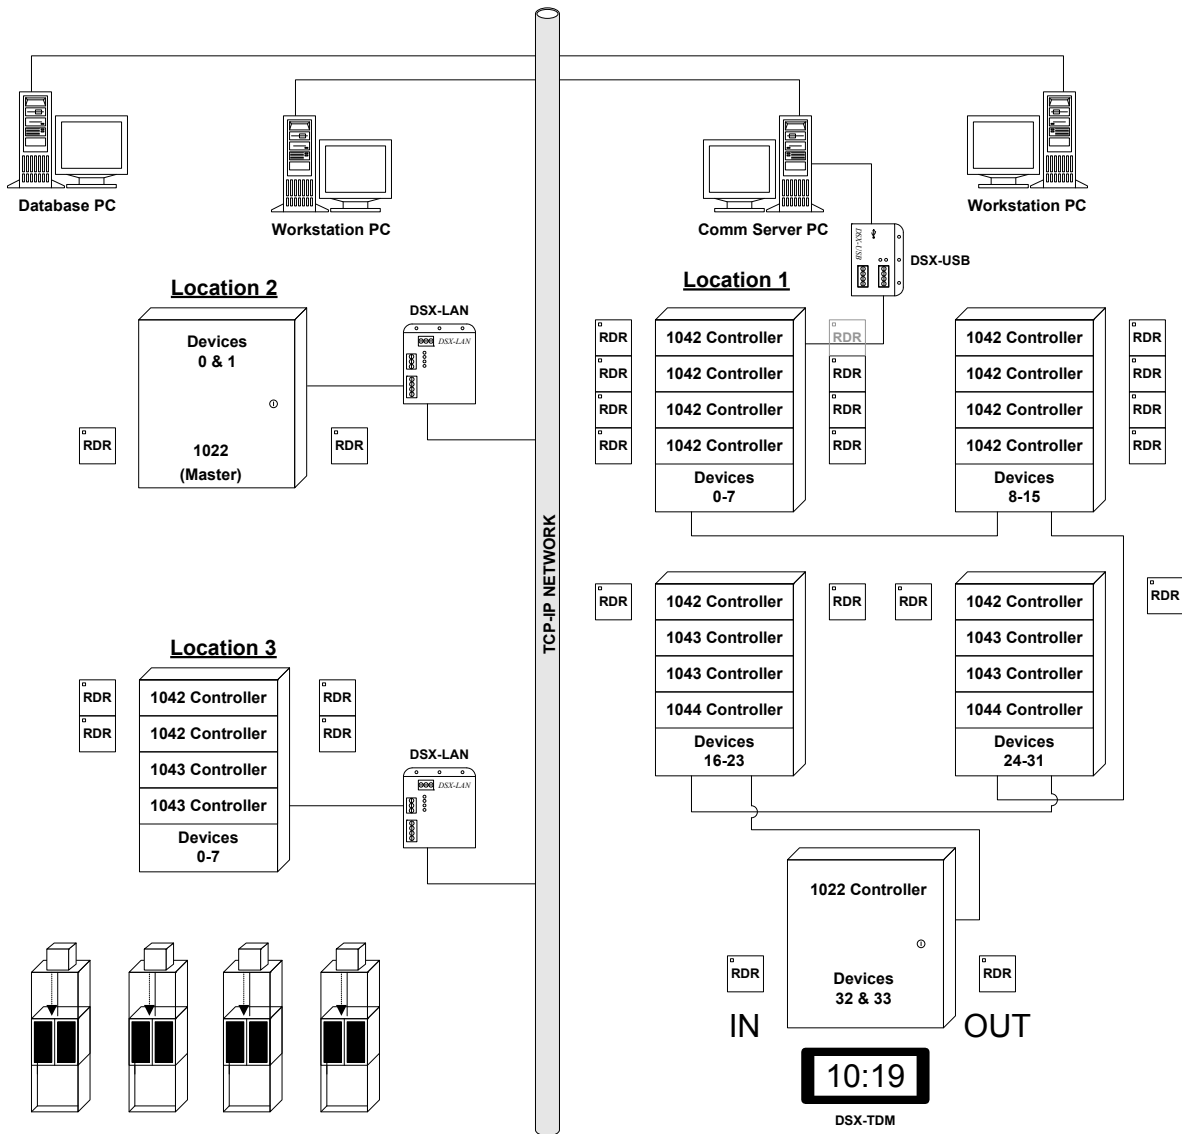 Database PC
Workstation PC
Comm Server PC
Workstation PC
DSX-USB
DSX-USB
Location 2
DSX-LAN
DSX-LAN
Devices
0 & 1
1022
(Master)
RDR
RDR
Location 1
RDR
RDR
RDR
RDR
1042 Controller
1042 Controller
1042 Controller
1042 Controller
Devices
0-7
RDR
RDR
RDR
RDR
1042 Controller
1042 Controller
1042 Controller
1042 Controller
Devices
8-15
RDR
RDR
RDR
RDR
TCP-IP NETWORK
RDR
1042 Controller
1043 Controller
1043 Controller
1044 Controller
Devices
16-23
RDR
RDR
1042 Controller
1043 Controller
1043 Controller
1044 Controller
Devices
24-31
RDR
Location 3
RDR
RDR
1042 Controller
1042 Controller
1043 Controller
1043 Controller
Devices
0-7
RDR
RDR
DSX-LAN
DSX-LAN
1022 Controller
Devices
32 & 33
RDR
IN
RDR
OUT
10:19
DSX-TDM